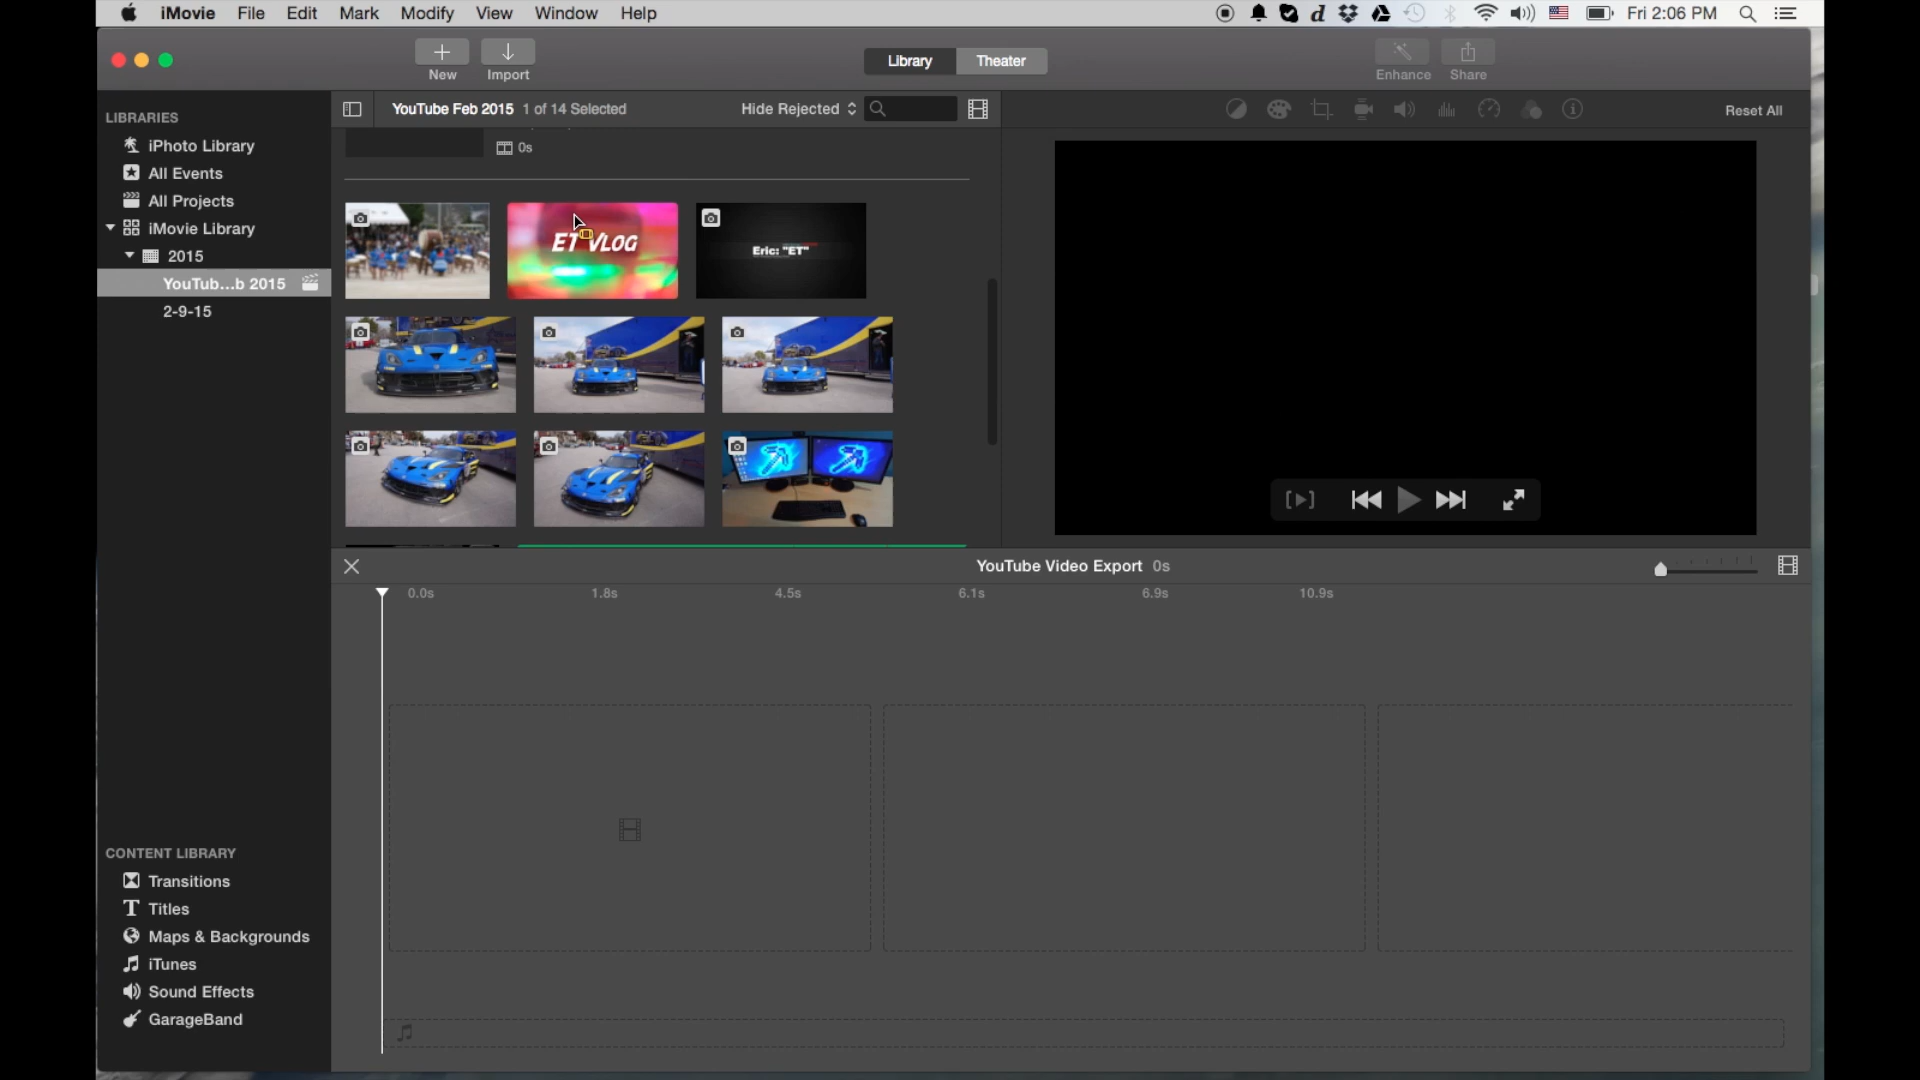 iMovie File Edit Mark Modify View Window Help
d Fri 2:06 PM
New Import
Library Theater
Enhance Share
LIBRARIES
iPhoto Library
All Events
All Projects
iMovie Library
2015
YouTub...b 2015
2-9-15
YouTube Feb 2015 1 of 14 Selected Hide Rejected
Reset All
0s
ET VLOG
Eric: "ET"
YouTube Video Export 0s
0.0s 1.8s 4.5s 6.1s 6.9s 10.9s
CONTENT LIBRARY
Transitions
T Titles
Maps & Backgrounds
iTunes
Sound Effects
GarageBand